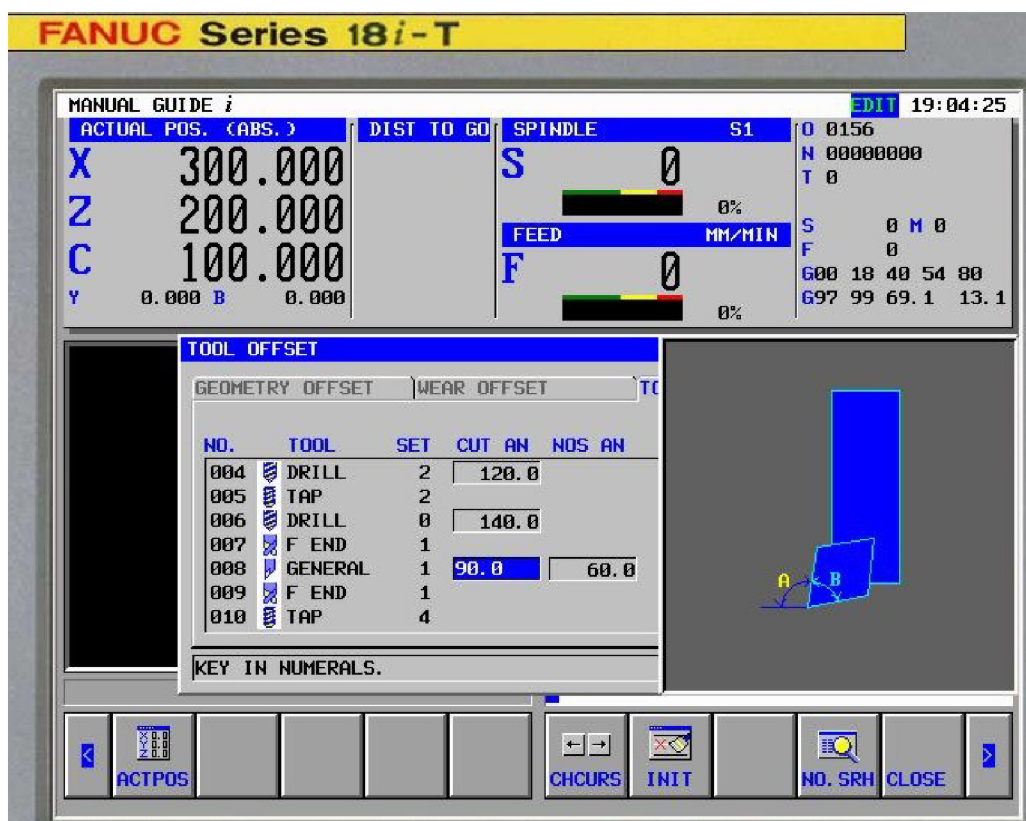 FANUC Series 18i-T
MANUAL GUIDE i EDIT 19:04:25
ACTUAL POS. (ABS.) DIST TO GO SPINDLE S1 O 0156
X 300.000 S 0 N 00000000
T 0
Z 200.000 0% S 0 M 0
FEED MM/MIN F 0
C 100.000 F 0 G00 18 40 54 80
Y 0.000 B 0.000 0% G97 99 69.1 13.1
TOOL OFFSET
GEOMETRY OFFSET WEAR OFFSET TO
NO. TOOL SET CUT AN NOS AN
004 DRILL 2 120.0
005 TAP 2
006 DRILL 0 140.0
007 F END 1
008 GENERAL 1 90.0 60.0
009 F END 1
010 TAP 4
A B
KEY IN NUMERALS.
< ACTPOS CHCURS INIT NO.SRH CLOSE >